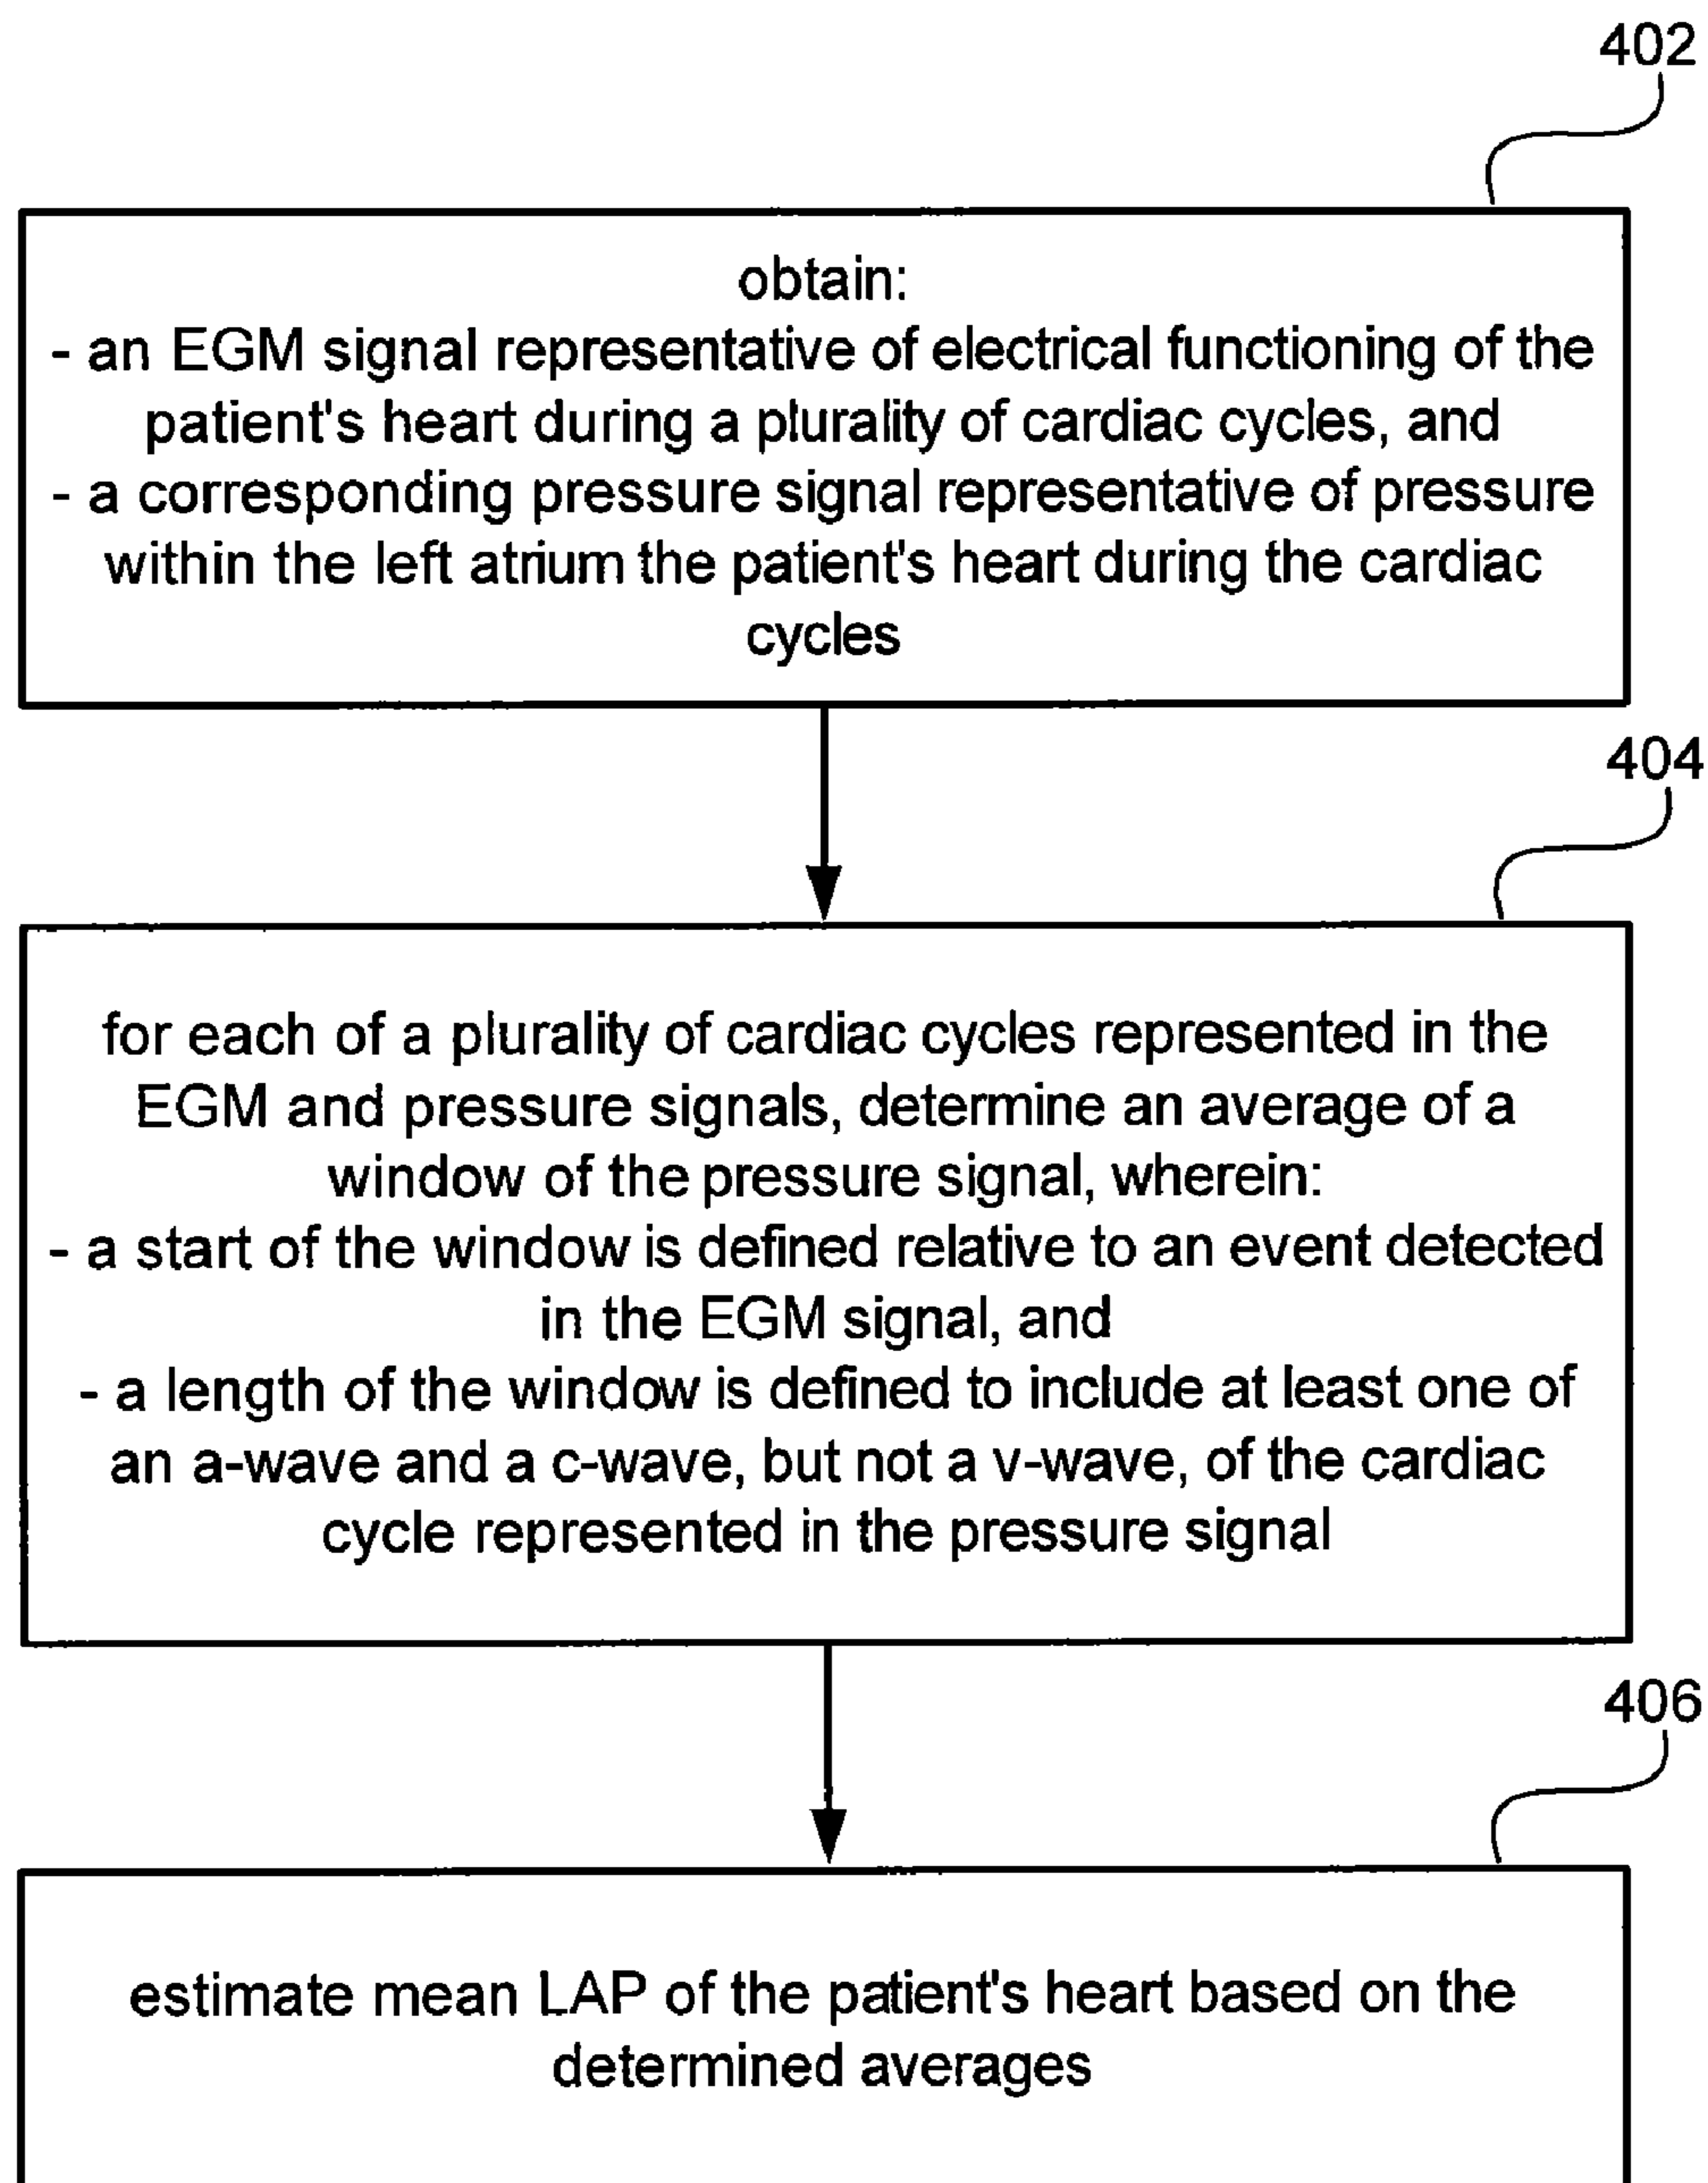 402
obtain:
- an EGM signal representative of electrical functioning of the
patient's heart during a plurality of cardiac cycles, and
- a corresponding pressure signal representative of pressure
within the left atrium the patient's heart during the cardiac
cycles
404
for each of a plurality of cardiac cycles represented in the
EGM and pressure signals, determine an average of a
window of the pressure signal, wherein:
- a start of the window is defined relative to an event detected
in the EGM signal, and
- a length of the window is defined to include at least one of
an a-wave and a c-wave, but not a v-wave, of the cardiac
cycle represented in the pressure signal
406
estimate mean LAP of the patient's heart based on the
determined averages